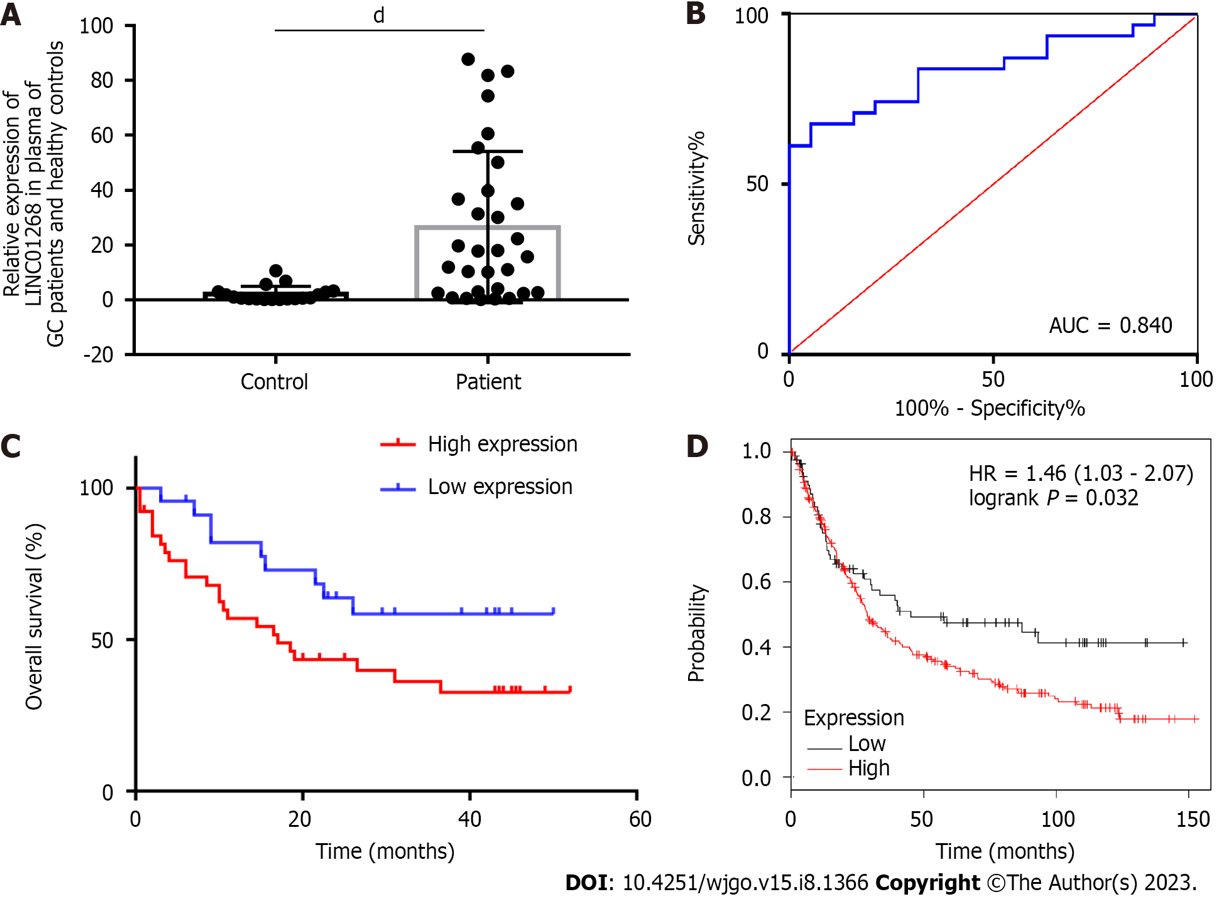 A
Relative expression of
LINC01268 in plasma of
GC patients and healthy controls
100
80
60
40
20
0
-20
d
Control
Patient
B
Sensitivity%
100
50
0
AUC = 0.840
0
50
100
100% - Specificity%
C
High expression
Low expression
Overall survival (%)
100
50
0
0
20
40
60
Time (months)
D
Probability
1.0
0.8
0.6
0.4
0.2
0.0
HR = 1.46 (1.03 - 2.07)
logrank P = 0.032
Expression
Low
High
0
50
100
150
Time (months)
DOI: 10.4251/wjgo.v15.i8.1366 Copyright ©The Author(s) 2023.